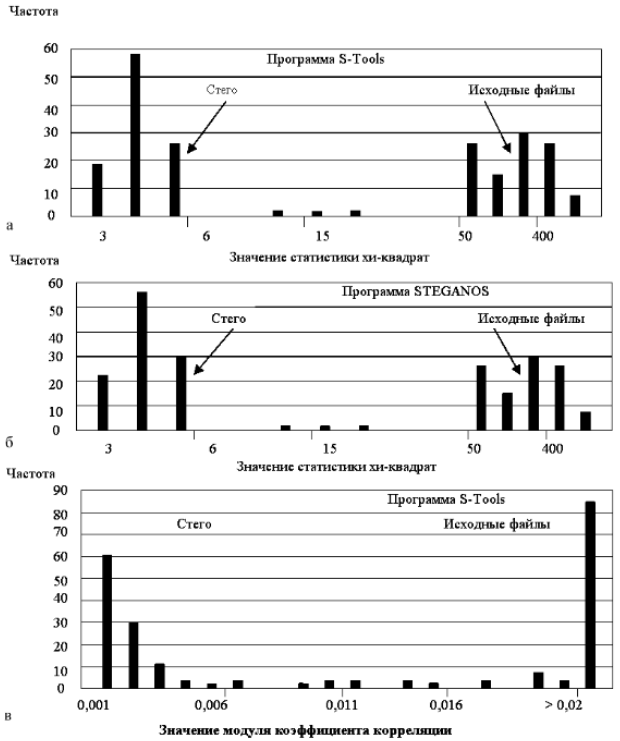 Частота
60
Программа S-Tools
50
Стего
Исходные файлы
40
30
20
10
0
а
3
6
15
50
400
Значение статистики хи-квадрат
Частота
60
Программа STEGANOS
50
Стего
Исходные файлы
40
30
20
10
0
б
3
6
15
50
400
Значение статистики хи-квадрат
Частота
90
Программа S-Tools
80
Стего
Исходные файлы
70
60
50
40
30
20
10
0
0,001
0,006
0,011
0,016
> 0,02
в
Значение модуля коэффициента корреляции